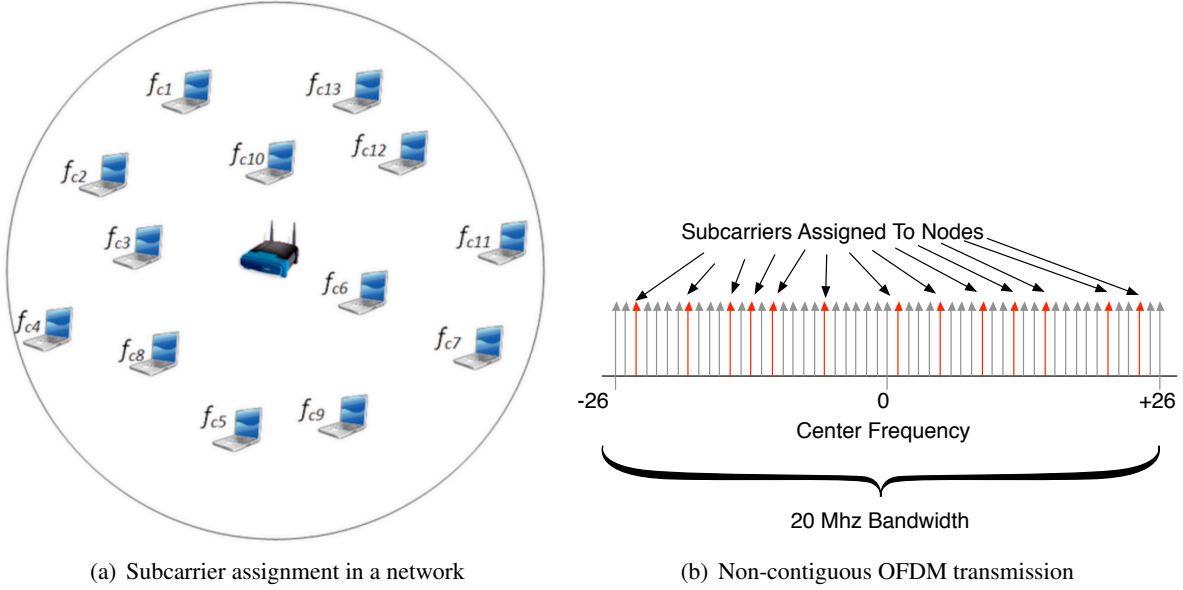 f_c1
f_c13
f_c10
f_c12
f_c2
f_c3
f_c11
f_c6
f_c4
f_c8
f_c7
f_c5
f_c9
(a) Subcarrier assignment in a network
Subcarriers Assigned To Nodes
-26
0
+26
Center Frequency
20 Mhz Bandwidth
(b) Non-contiguous OFDM transmission